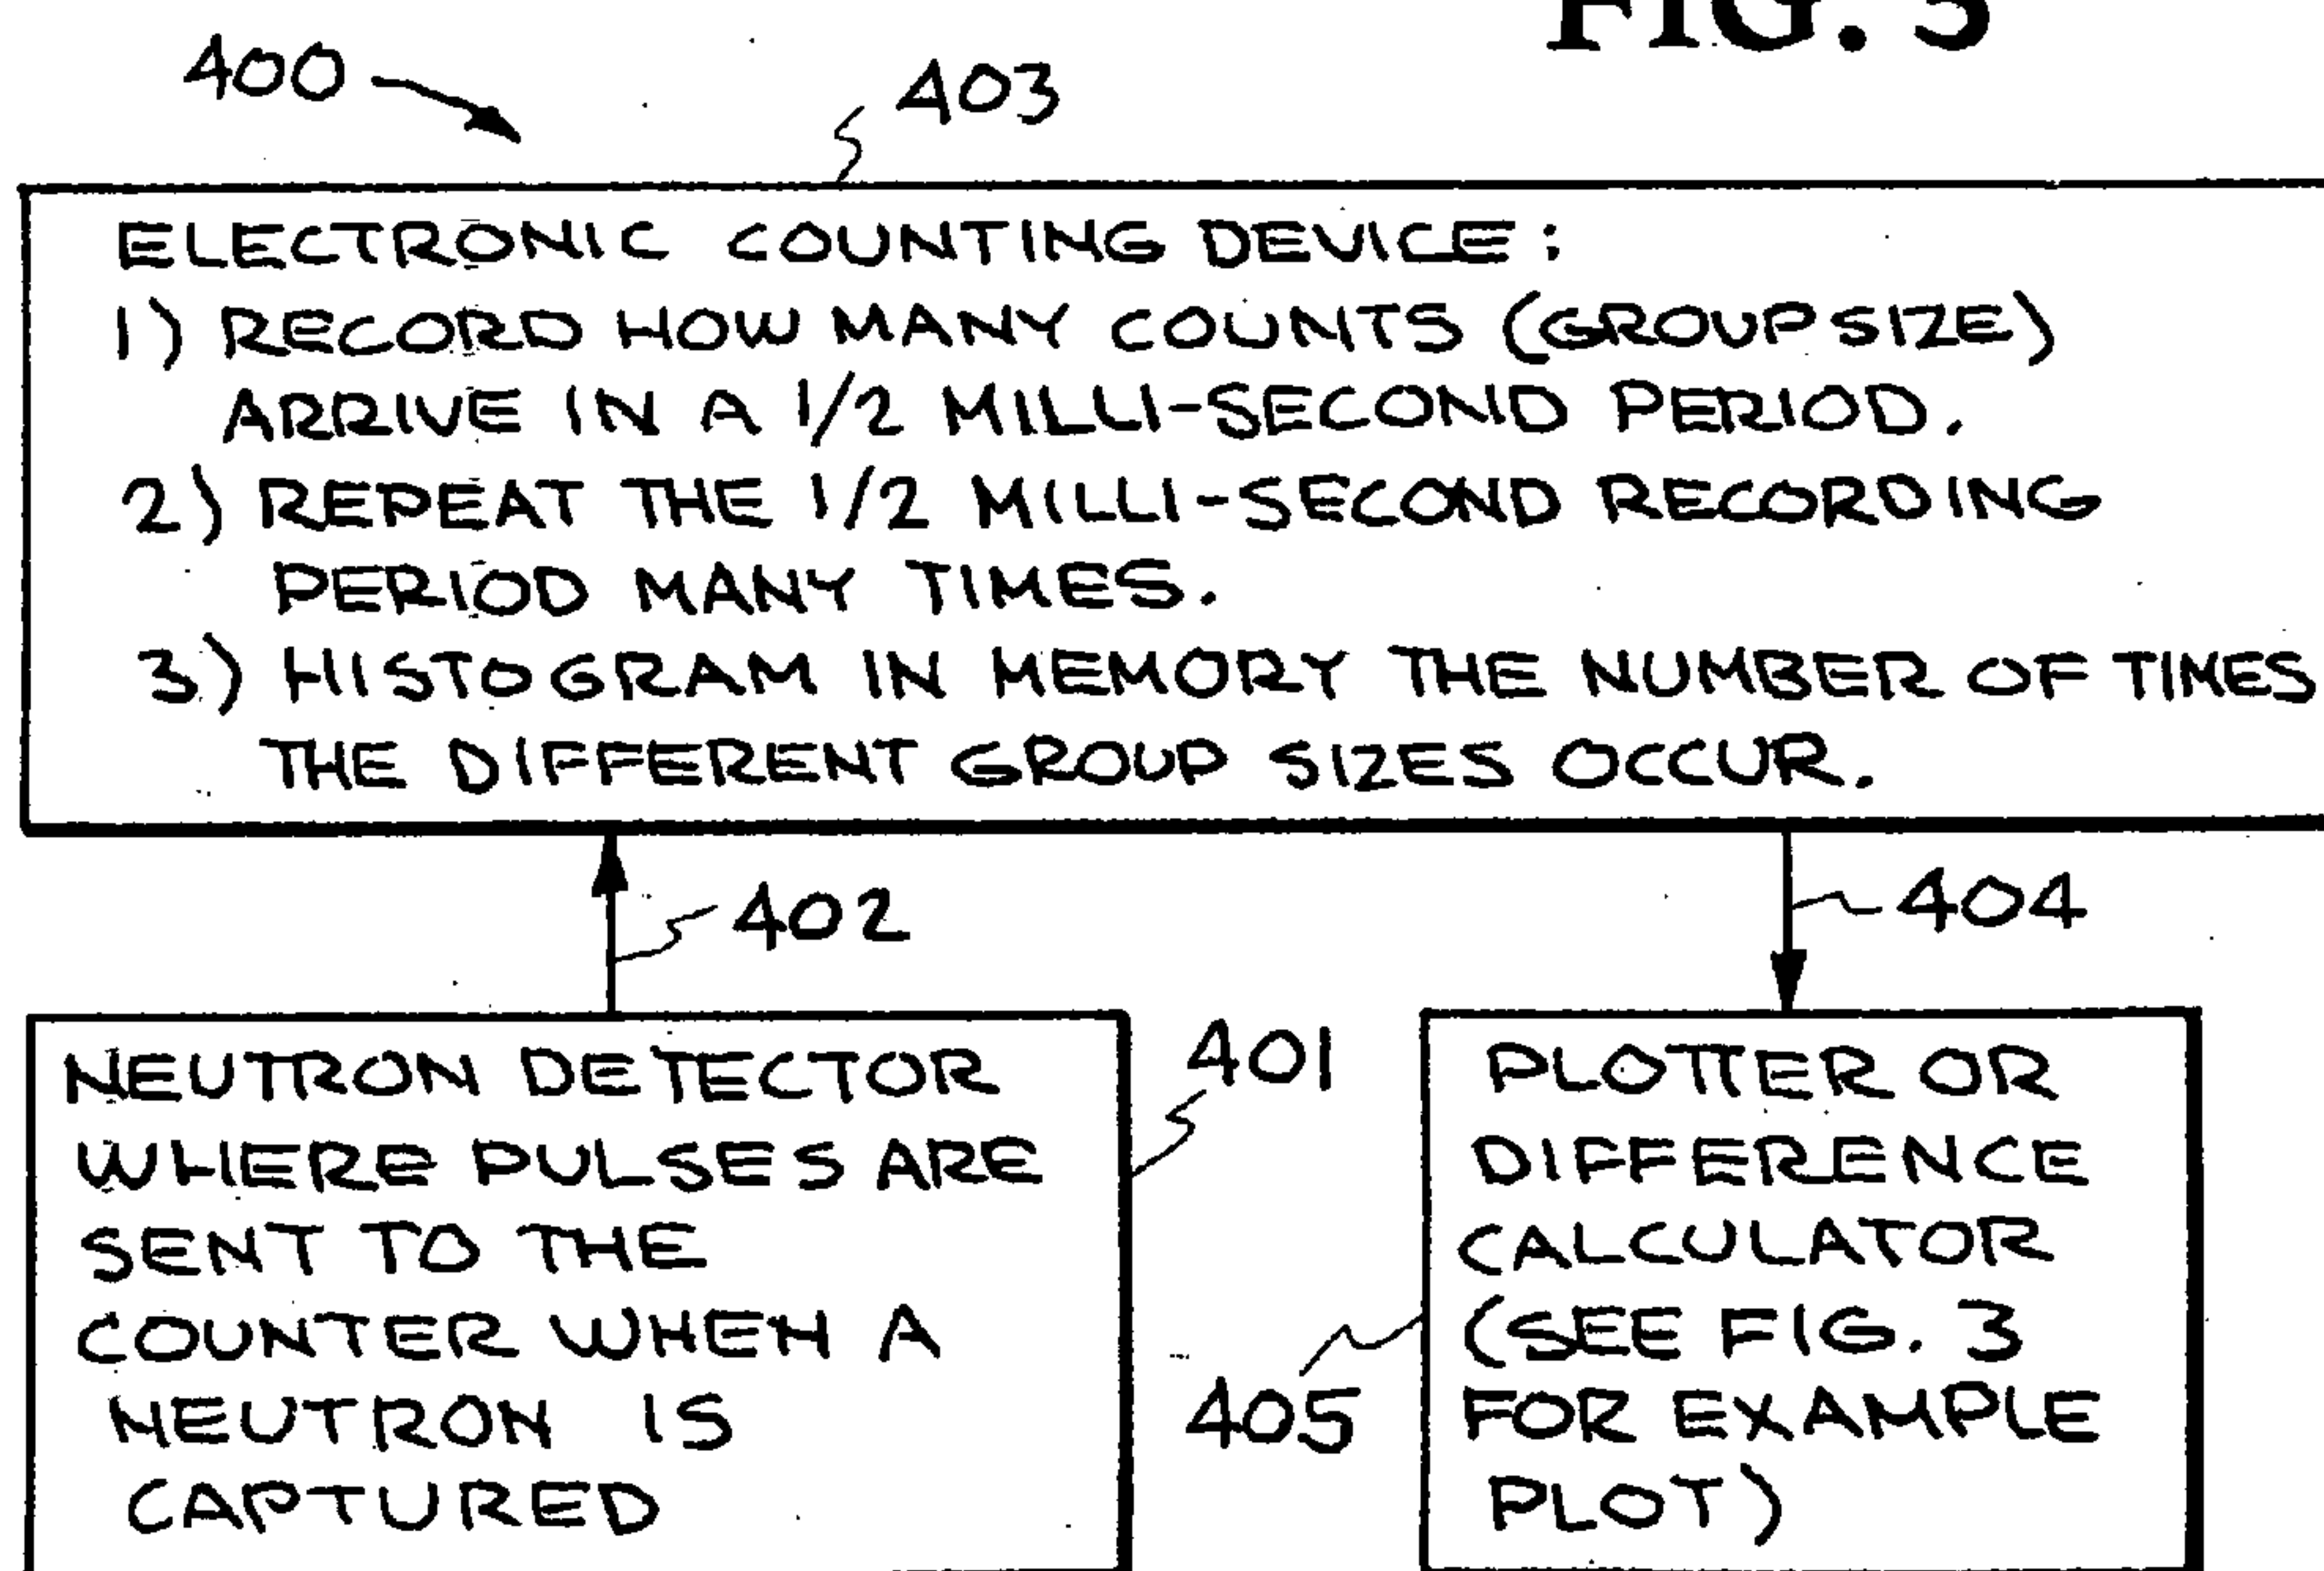 FIG. 5
400
403
ELECTRONIC COUNTING DEVICE:
1) RECORD HOW MANY COUNTS (GROUP SIZE)
ARRIVE IN A 1/2 MILLI-SECOND PERIOD.
2) REPEAT THE 1/2 MILLI-SECOND RECORDING
PERIOD MANY TIMES.
3) HISTOGRAM IN MEMORY THE NUMBER OF TIMES
THE DIFFERENT GROUP SIZES OCCUR.
402
404
NEUTRON DETECTOR
WHERE PULSES ARE
SENT TO THE
COUNTER WHEN A
NEUTRON IS
CAPTURED
401
405
PLOTTER OR
DIFFERENCE
CALCULATOR
(SEE FIG. 3
FOR EXAMPLE
PLOT)